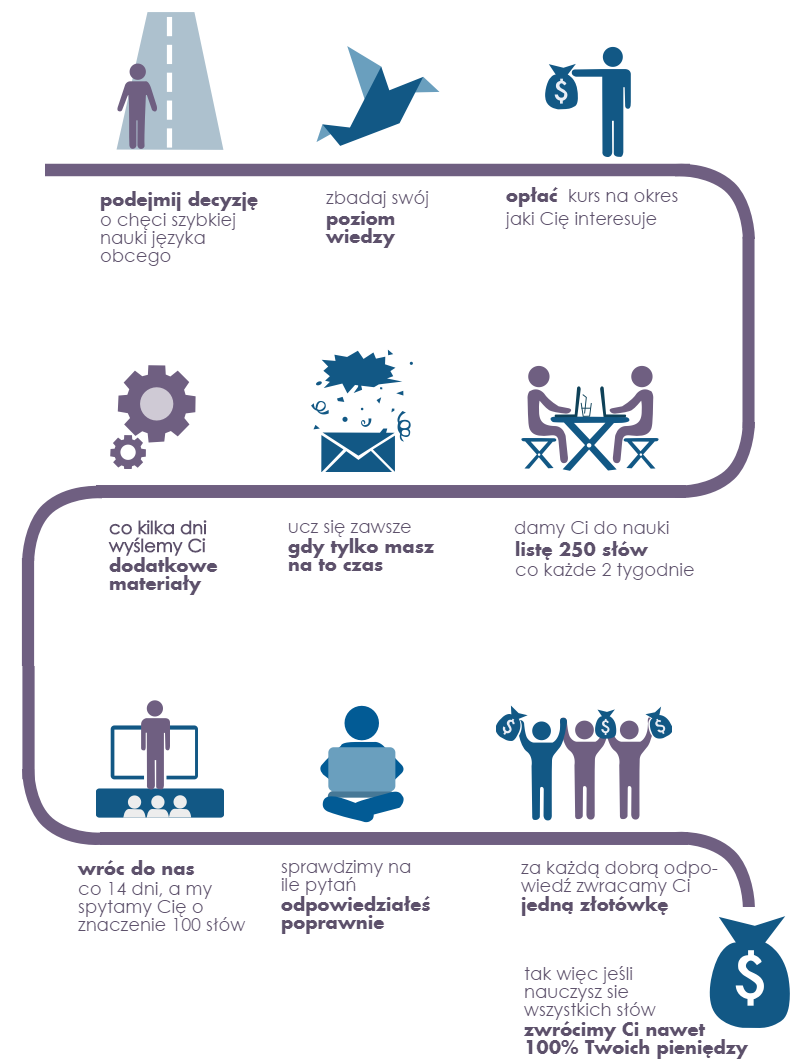 podejmij decyzję
o chęci szybkiej
nauki języka
obcego
zbadaj swój
poziom
wiedzy
opłać kurs na okres
jaki Cię interesuje
$
damy Ci do nauki
listę 250 słów
co każde 2 tygodnie
ucz się zawsze
gdy tylko masz
na to czas
co kilka dni
wyślemy Ci
dodatkowe
materiały
wróc do nas
co 14 dni, a my
spytamy Cię o
znaczenie 100 słów
sprawdzimy na
ile pytań
odpowiedziałeś
poprawnie
$ $ $
za każdą dobrą odpo-
wiedź zwracamy Ci
jedną złotówkę
$
tak więc jeśli
nauczysz sie
wszystkich słów
zwrócimy Ci nawet
100% Twoich pieniędzy